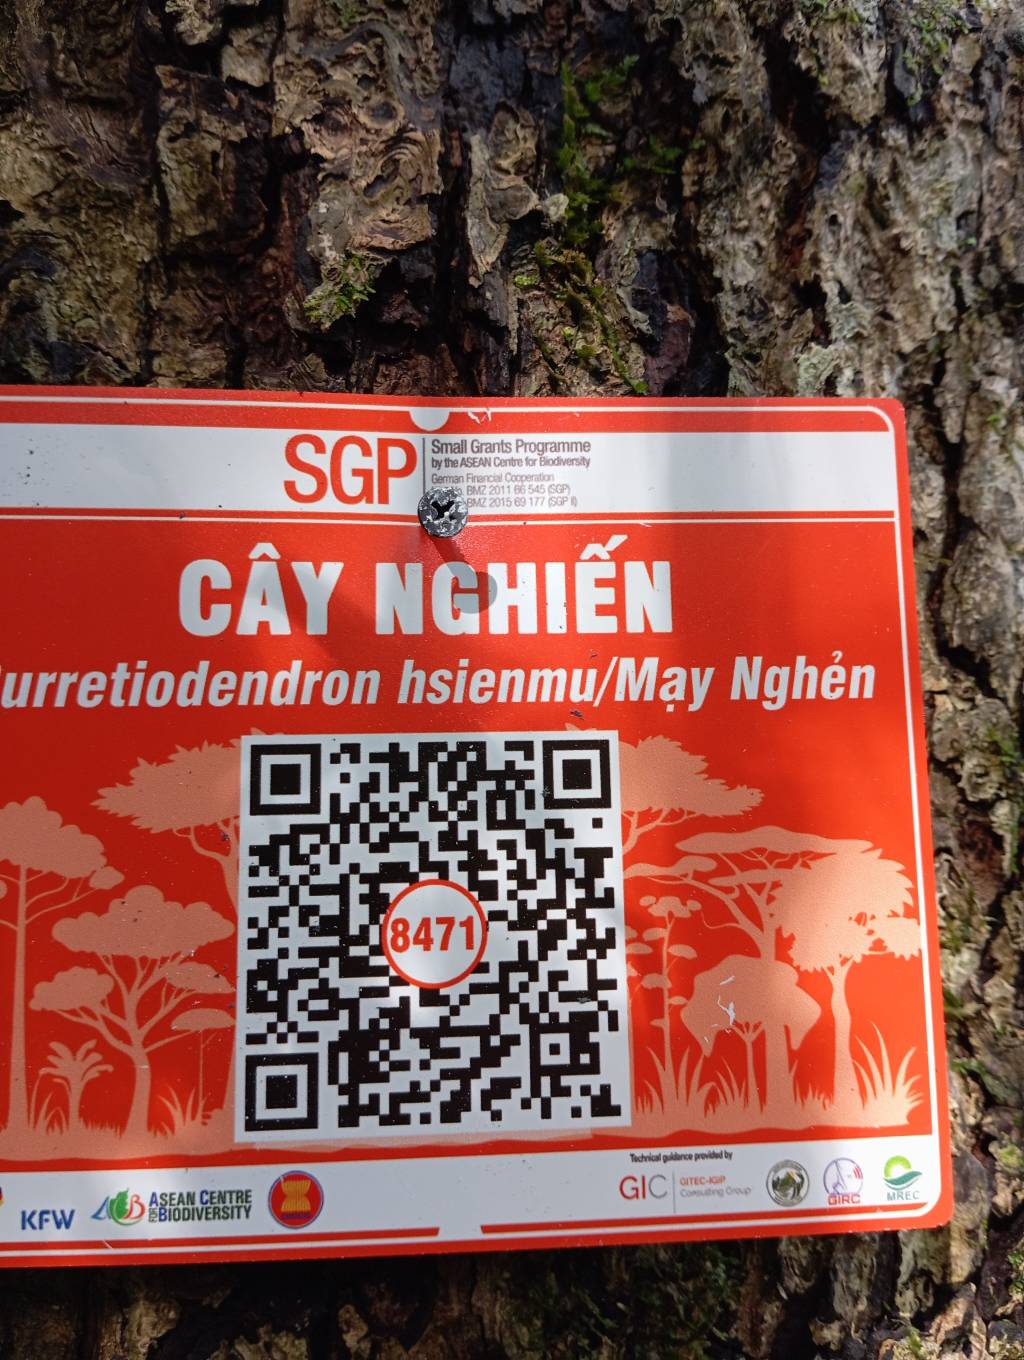 SGP
Small Grants Programme
by the ASEAN Centre for Biodiversity
German Financial Cooperation
No. BMZ 2011 66 545 (SGP)
BMZ 2015 69 177 (SGP II)
CÂY NGHIẾN
urretiodendron hsienmu/Mạy Nghẻn
8471
KFW
ASEAN CENTRE
FOR BIODIVERSITY
Technical guidance provided by
GIC
GITEC-IGIP
Consulting Group
GIRC
MREC